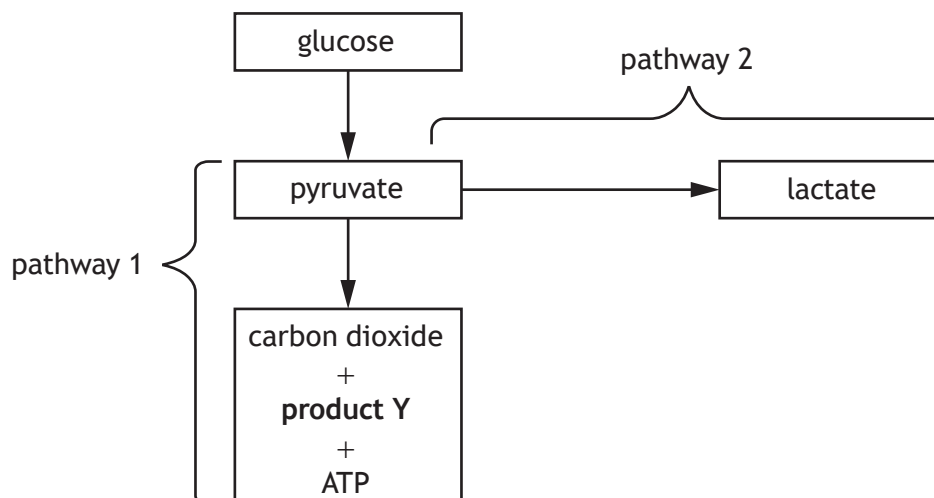 glucose
pathway 2
pyruvate
lactate
pathway 1
carbon dioxide
+
product Y
+
ATP